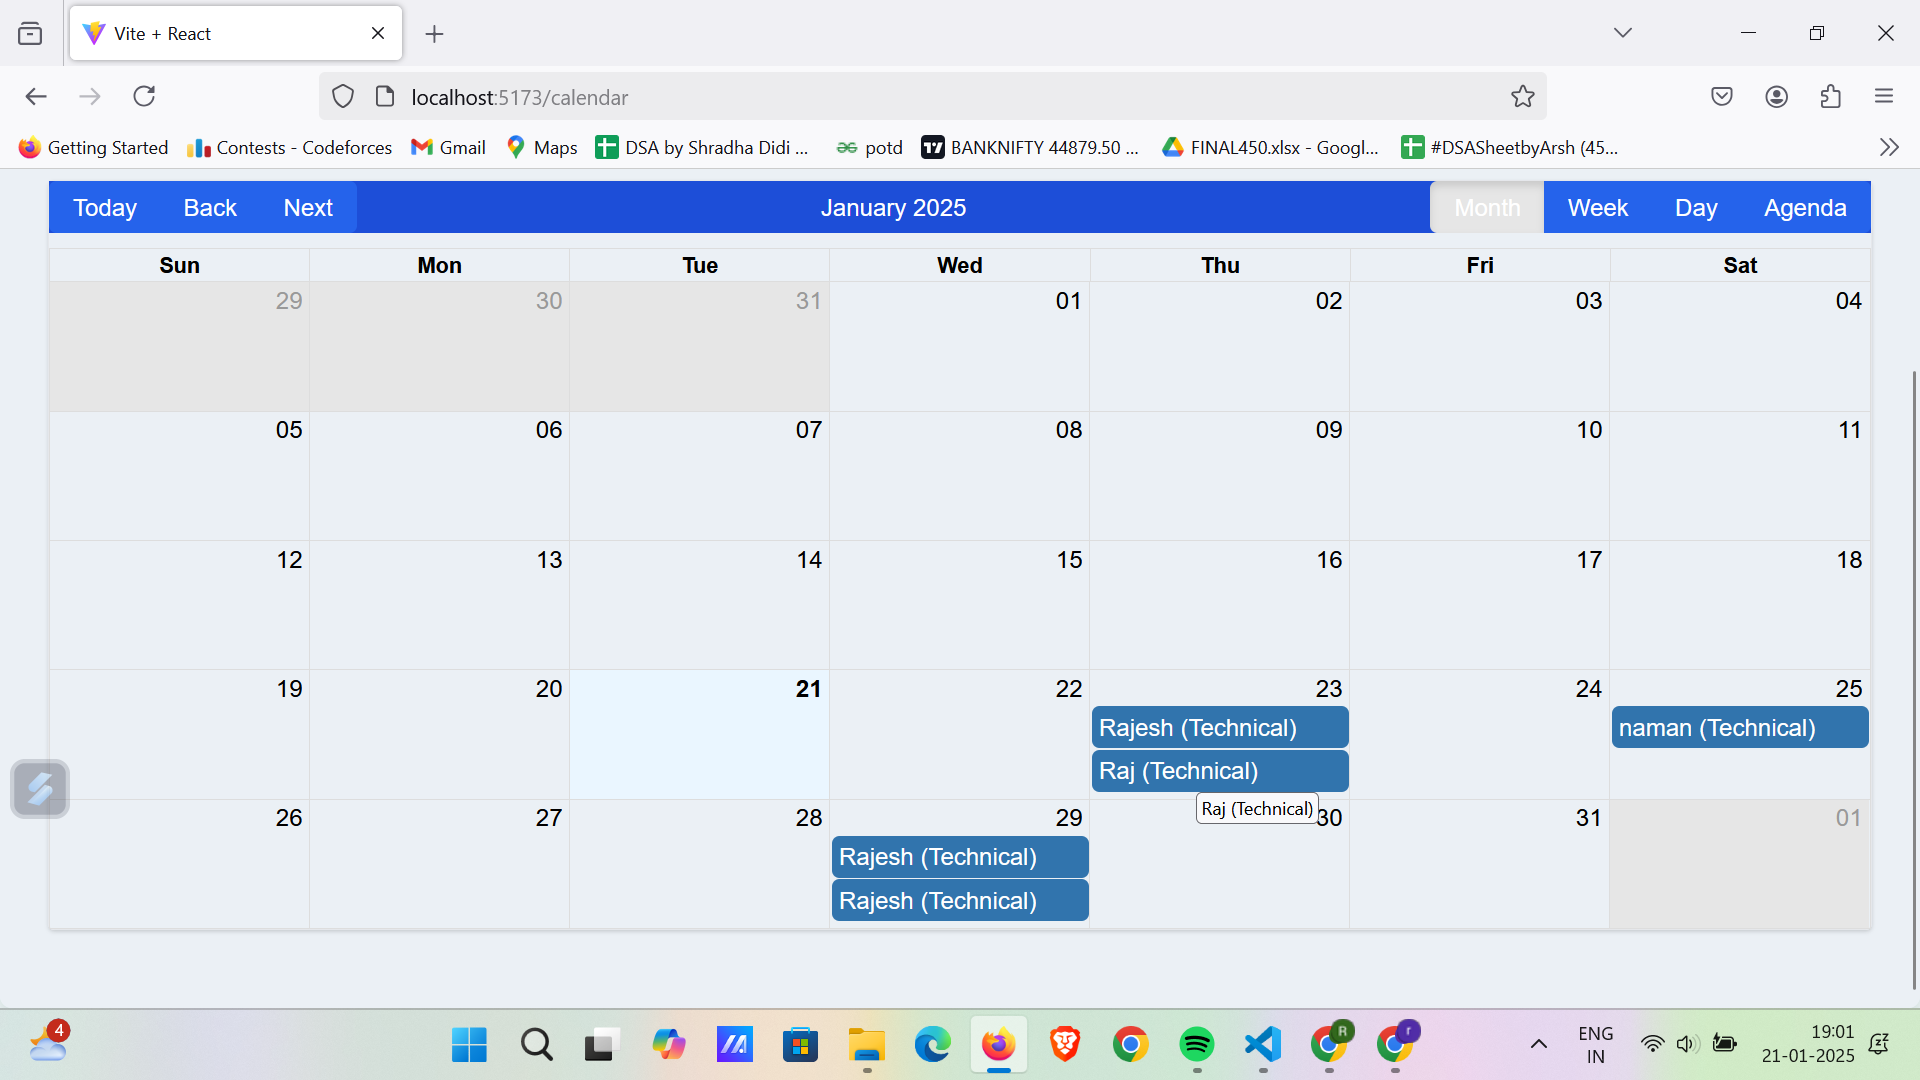 Vite + React
localhost:5173/calendar
Getting Started Contests - Codeforces Gmail Maps DSA by Shradha Didi ... potd BANKNIFTY 44879.50 ... FINAL450.xlsx - Googl... #DSASheetbyArsh (45...
Today Back Next January 2025 Month Week Day Agenda
Sun Mon Tue Wed Thu Fri Sat
29 30 31 01 02 03 04
05 06 07 08 09 10 11
12 13 14 15 16 17 18
19 20 21 22 23 24 25
Rajesh (Technical) naman (Technical)
Raj (Technical)
Raj (Technical)
26 27 28 29 30 31 01
Rajesh (Technical)
Rajesh (Technical)
4
R
r
ENG
IN
19:01
21-01-2025